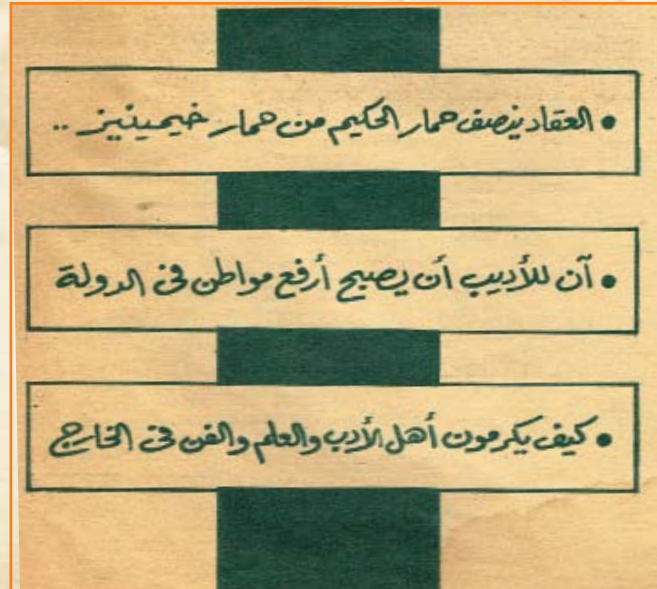 • العقاد ينصف حمار الحكيم من حمار خيمينيز ..
• آن للأديب أن يصبح أرفع مواطن فى الدولة
• كيف يكرمون أهل الأدب والعلم والفن فى الخارج